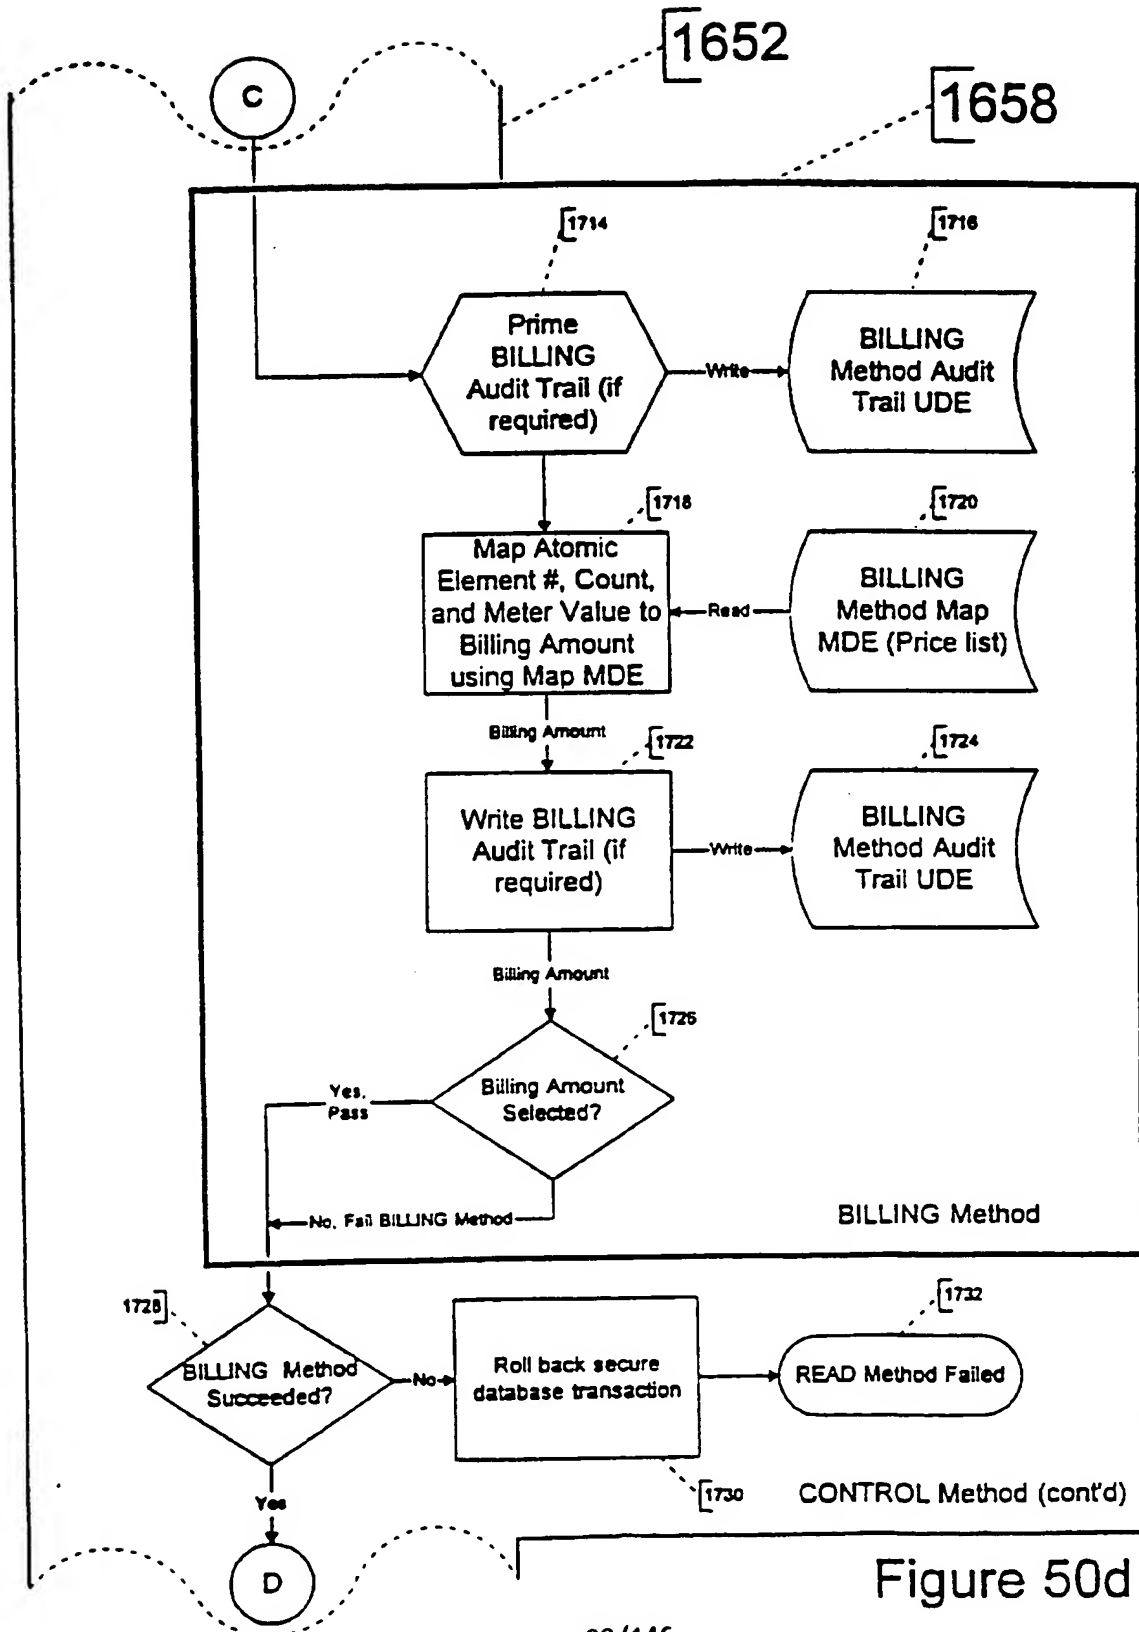 1652
C
1658
1714
1716
Prime
BILLING
Audit Trail (if
required)
Write
BILLING
Method Audit
Trail UDE
1718
1720
Map Atomic
Element #, Count,
and Meter Value to
Billing Amount
using Map MDE
Read
BILLING
Method Map
MDE (Price list)
Billing Amount
1722
1724
Write BILLING
Audit Trail (if
required)
Write
BILLING
Method Audit
Trail UDE
Billing Amount
1726
Billing Amount
Selected?
Yes,
Pass
No, Fail BILLING Method
BILLING Method
1728
1732
BILLING Method
Succeeded?
No
Roll back secure
database transaction
READ Method Failed
1730
CONTROL Method (cont'd)
Yes
D
Figure 50d